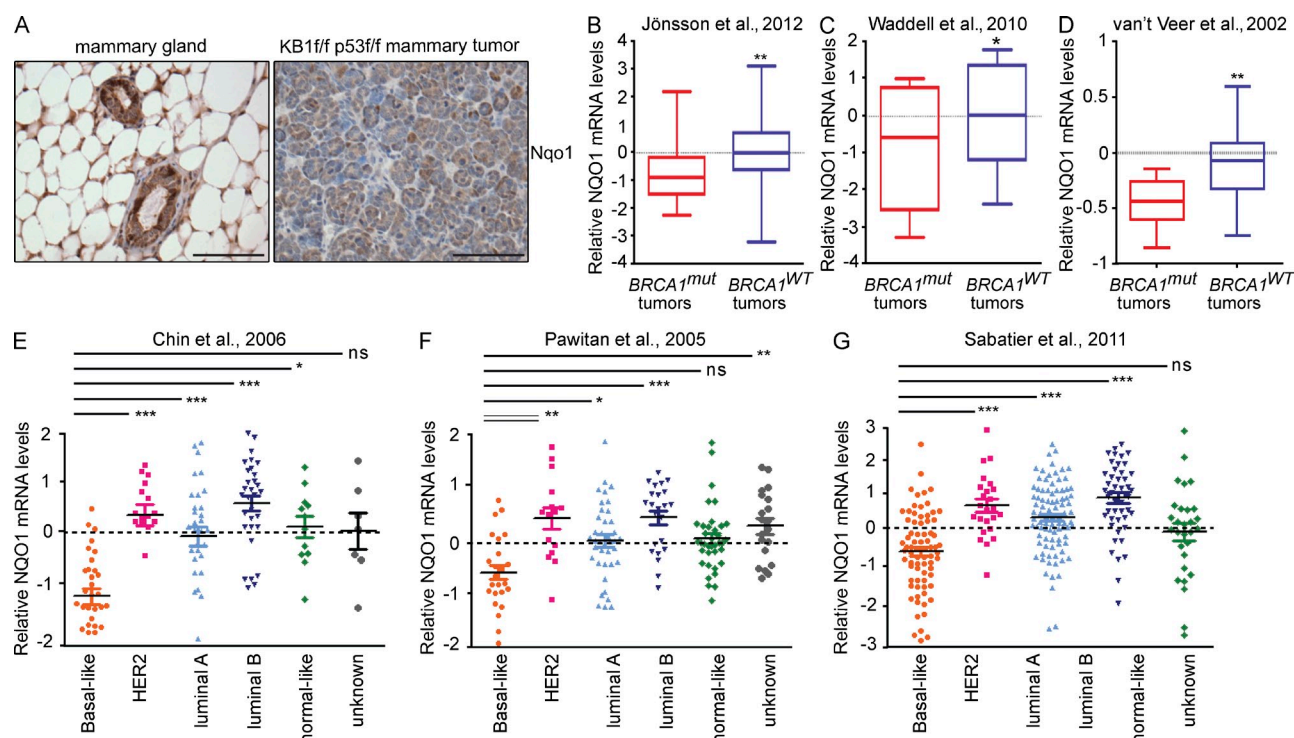 A
mammary gland
KB1f/f p53f/f mammary tumor
Nqo1
B
Jönsson et al., 2012
Relative NQO1 mRNA levels
4
3
2
1
0
-1
-2
-3
-4
**
BRCA1mut tumors
BRCA1WT tumors
C
Waddell et al., 2010
Relative NQO1 mRNA levels
2
1
0
-1
-2
-3
-4
*
BRCA1mut tumors
BRCA1WT tumors
D
van't Veer et al., 2002
Relative NQO1 mRNA levels
1
0.5
0
-0.5
-1
**
BRCA1mut tumors
BRCA1WT tumors
E
Chin et al., 2006
ns
*
***
***
***
Relative NQO1 mRNA levels
2
1
0
-1
-2
Basal-like
HER2
luminal A
luminal B
normal-like
unknown
F
Pawitan et al., 2005
**
ns
***
*
**
Relative NQO1 mRNA levels
2
1
0
-1
-2
Basal-like
HER2
luminal A
luminal B
normal-like
unknown
G
Sabatier et al., 2011
ns
***
***
***
Relative NQO1 mRNA levels
3
2
1
0
-1
-2
-3
Basal-like
HER2
luminal A
luminal B
normal-like
unknown